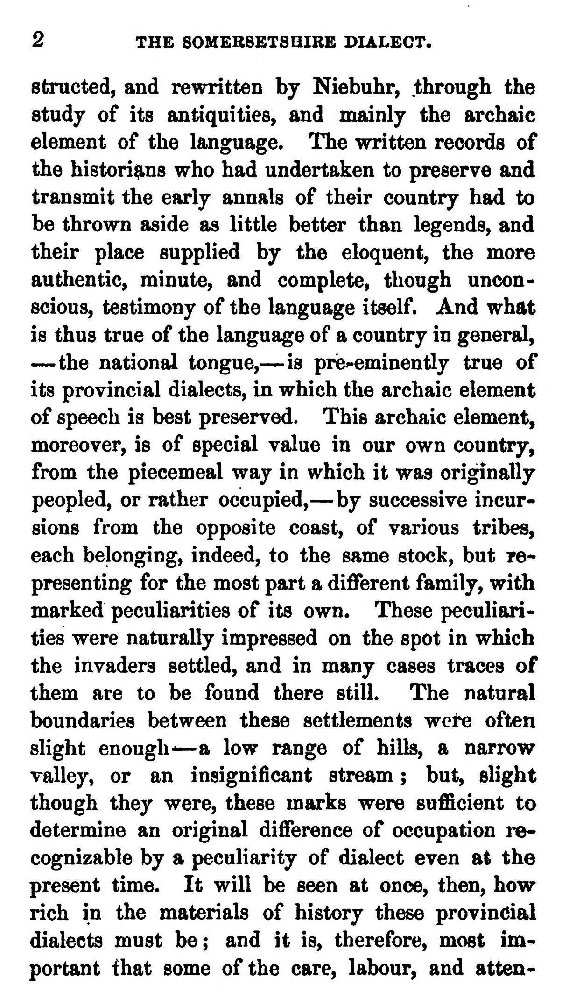 2 THE SOMERSETSHIRE DIALECT.
structed, and rewritten by Niebuhr, through the
study of its antiquities, and mainly the archaic
element of the language. The written records of
the historians who had undertaken to preserve and
transmit the early annals of their country had to
be thrown aside as little better than legends, and
their place supplied by the eloquent, the more
authentic, minute, and complete, though uncon-
scious, testimony of the language itself. And what
is thus true of the language of a country in general,
—the national tongue,—is pre-eminently true of
its provincial dialects, in which the archaic element
of speech is best preserved. This archaic element,
moreover, is of special value in our own country,
from the piecemeal way in which it was originally
peopled, or rather occupied,—by successive incur-
sions from the opposite coast, of various tribes,
each belonging, indeed, to the same stock, but re-
presenting for the most part a different family, with
marked peculiarities of its own. These peculiari-
ties were naturally impressed on the spot in which
the invaders settled, and in many cases traces of
them are to be found there still. The natural
boundaries between these settlements were often
slight enough—a low range of hills, a narrow
valley, or an insignificant stream; but, slight
though they were, these marks were sufficient to
determine an original difference of occupation re-
cognizable by a peculiarity of dialect even at the
present time. It will be seen at once, then, how
rich in the materials of history these provincial
dialects must be; and it is, therefore, most im-
portant that some of the care, labour, and atten-